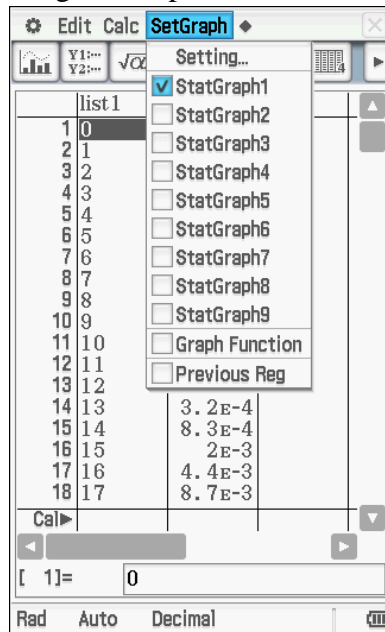 Edit Calc SetGraph ◆
Y1:··· Y2:··· √α 4
Setting...
StatGraph1
StatGraph2
StatGraph3
StatGraph4
StatGraph5
StatGraph6
StatGraph7
StatGraph8
StatGraph9
Graph Function
Previous Reg
list1
1 0
2 1
3 2
4 3
5 4
6 5
7 6
8 7
9 8
10 9
11 10
12 11
13 12
14 13 3.2E-4
15 14 8.3E-4
16 15 2E-3
17 16 4.4E-3
18 17 8.7E-3
Cal▶
[ 1]= 0
Rad Auto Decimal